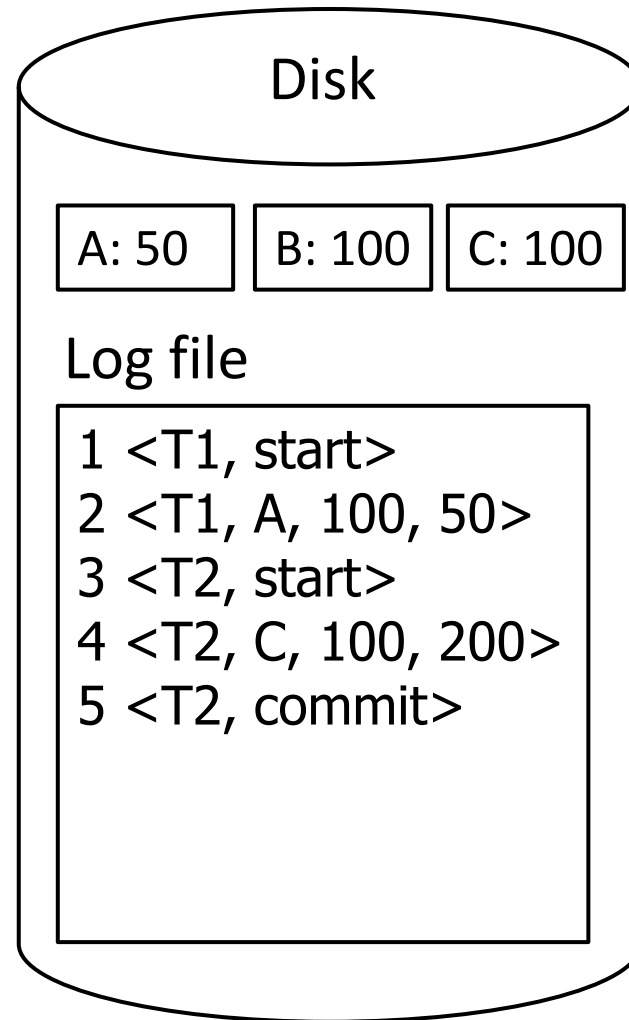 Disk
A: 50 B: 100 C: 100
Log file
1 <T1, start>
2 <T1, A, 100, 50>
3 <T2, start>
4 <T2, C, 100, 200>
5 <T2, commit>